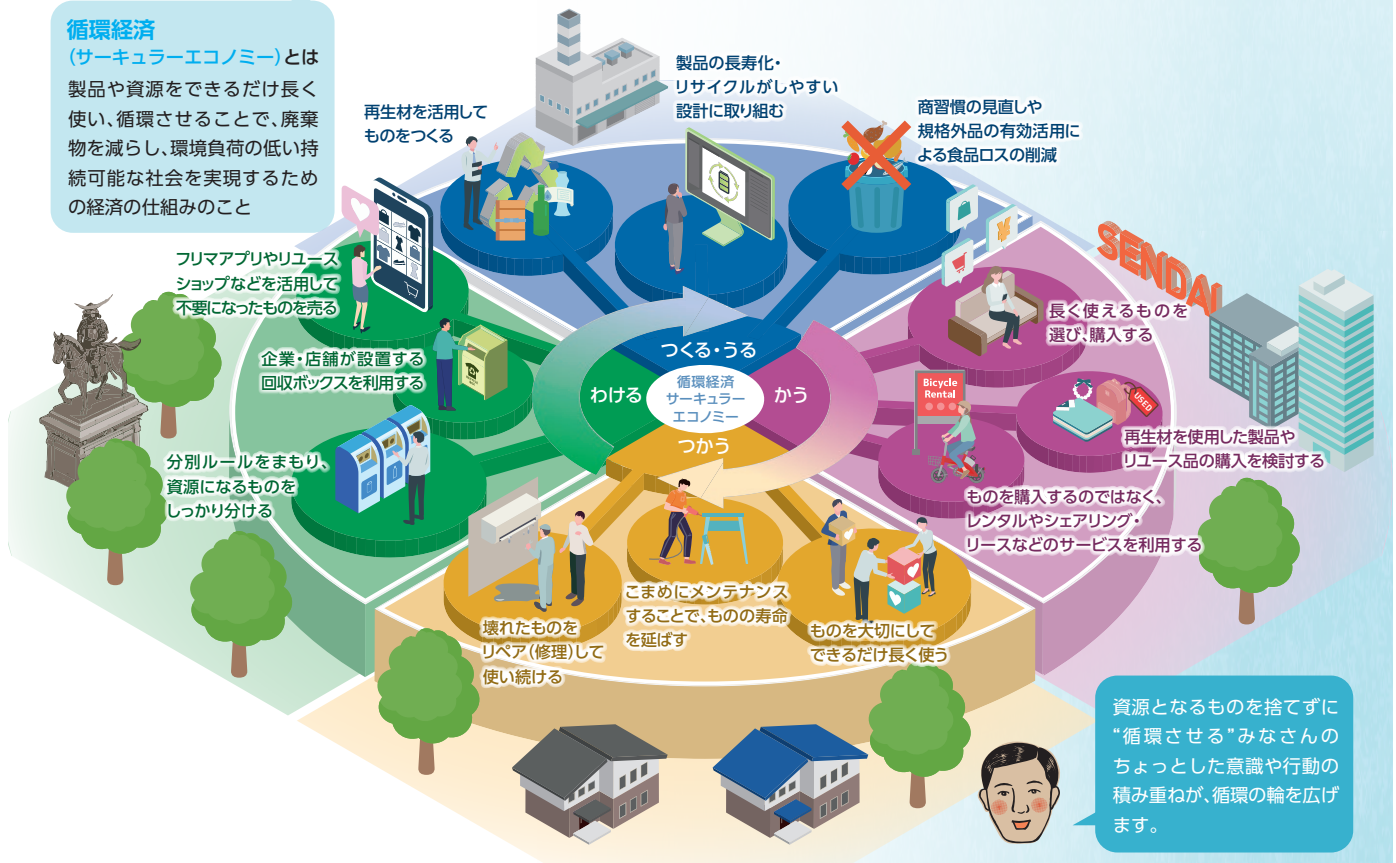 循環経済
(サーキュラーエコノミー)とは
製品や資源をできるだけ長く
使い、循環させることで、廃棄
物を減らし、環境負荷の低い持
続可能な社会を実現するため
の経済の仕組みのこと
再生材を活用して
ものをつくる
製品の長寿化・
リサイクルがしやすい
設計に取り組む
商習慣の見直しや
規格外品の有効活用に
よる食品ロスの削減
フリマアプリやリユース
ショップなどを活用して
不要になったものを売る
企業・店舗が設置する
回収ボックスを利用する
分別ルールをまもり、
資源になるものを
しっかり分ける
つくる・うる
わける
循環経済
サーキュラー
エコノミー
かう
つかう
SENDAI
長く使えるものを
選び、購入する
Bicycle
Rental
USED
再生材を使用した製品や
リユース品の購入を検討する
ものを購入するのではなく、
レンタルやシェアリング・
リースなどのサービスを利用する
壊れたものを
リペア(修理)して
使い続ける
こまめにメンテナンス
することで、ものの寿命
を延ばす
ものを大切にして
できるだけ長く使う
資源となるものを捨てずに
“循環させる”みなさんの
ちょっとした意識や行動の
積み重ねが、循環の輪を広げ
ます。